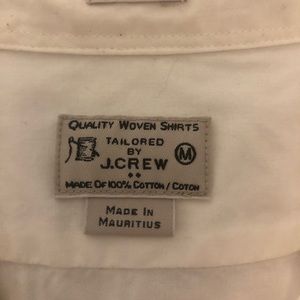 QUALITY WOVEN SHIRTS
TAILORED
BY
J.CREW
M
MADE OF 100% COTTON / COTON
MADE IN
MAURITIUS